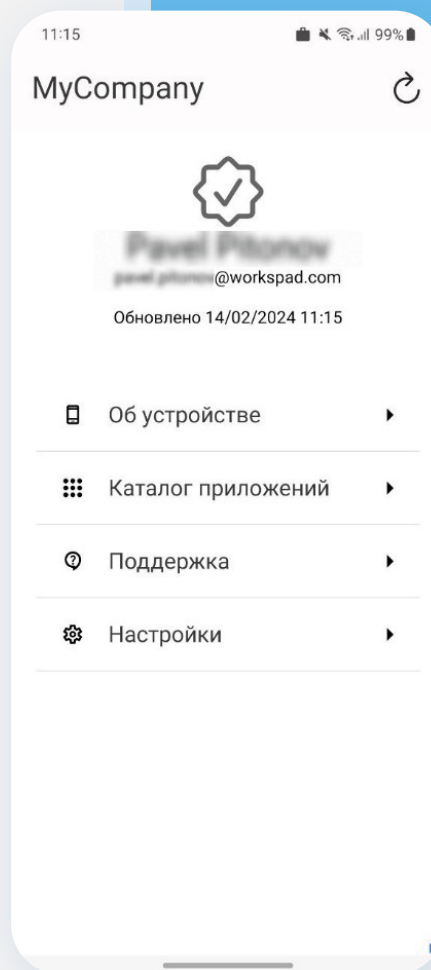 11:15 99%
MyCompany
@workspad.com
Обновлено 14/02/2024 11:15
Об устройстве
Каталог приложений
Поддержка
Настройки